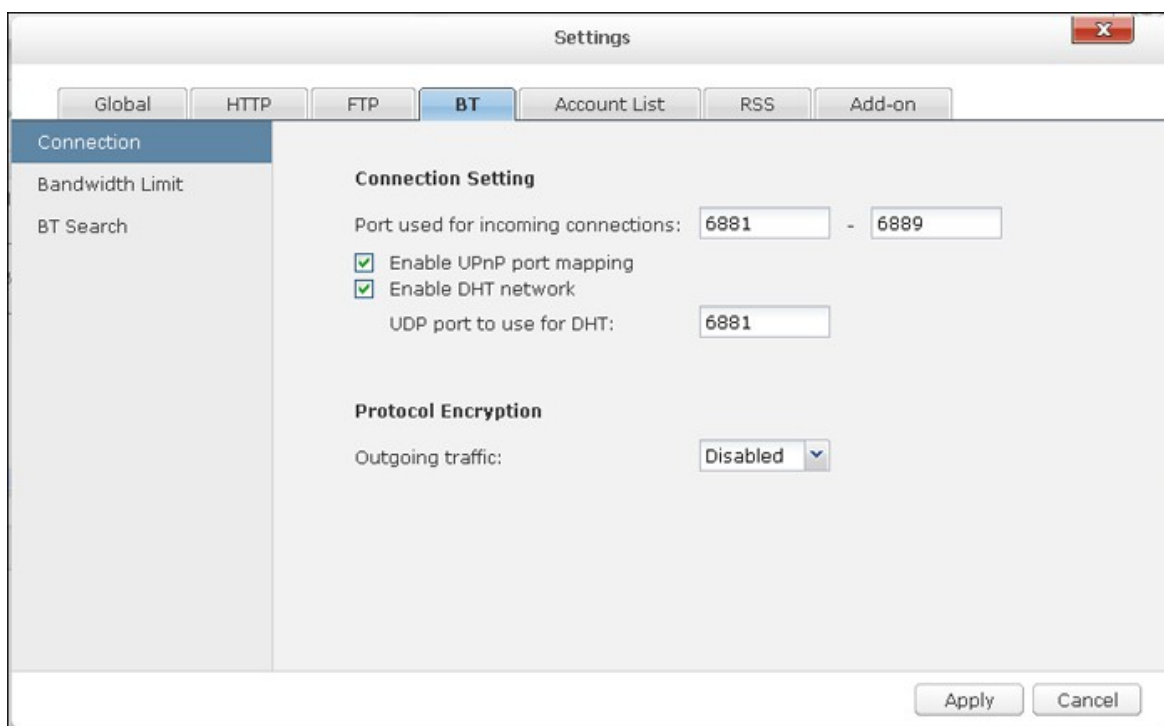 Settings
Global HTTP FTP BT Account List RSS Add-on
Connection
Bandwidth Limit
BT Search
Connection Setting
Port used for incoming connections: 6881 - 6889
Enable UPnP port mapping
Enable DHT network
UDP port to use for DHT: 6881
Protocol Encryption
Outgoing traffic: Disabled
Apply Cancel